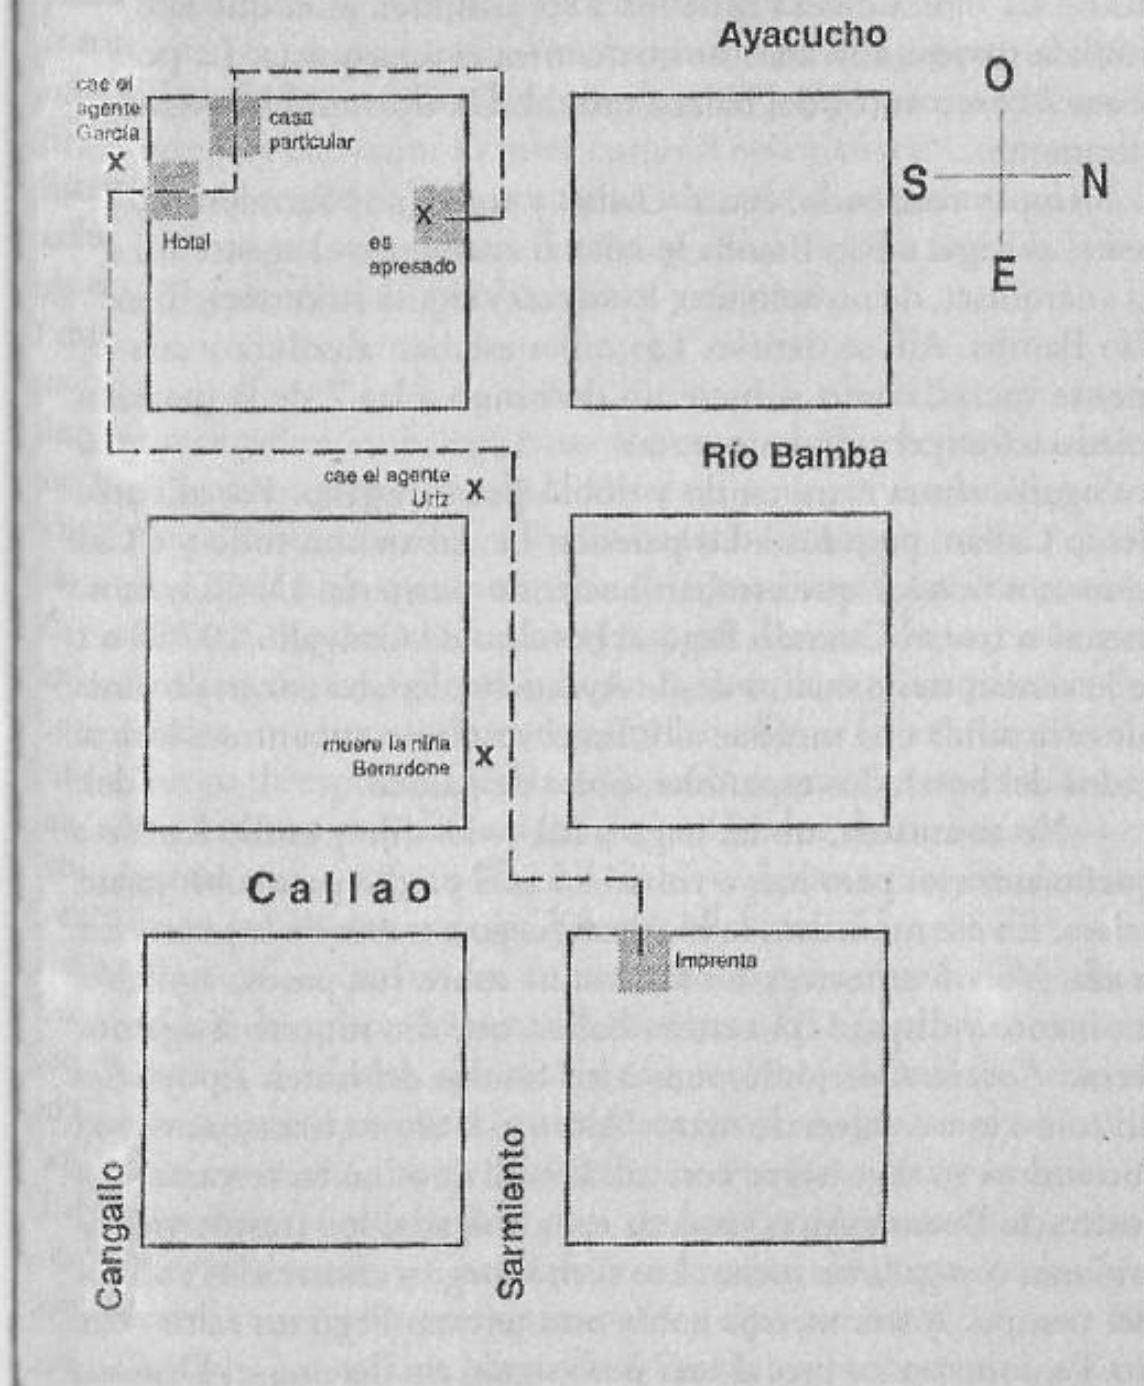 Ayacucho
O
S
N
E
cae el
agente
García
X
casa
particular
Hotel
X
es
apresado
Río Bamba
cae el agente
Uriz
X
muere la niña
Berardone
X
Callao
Imprenta
Cangallo
Sarmiento